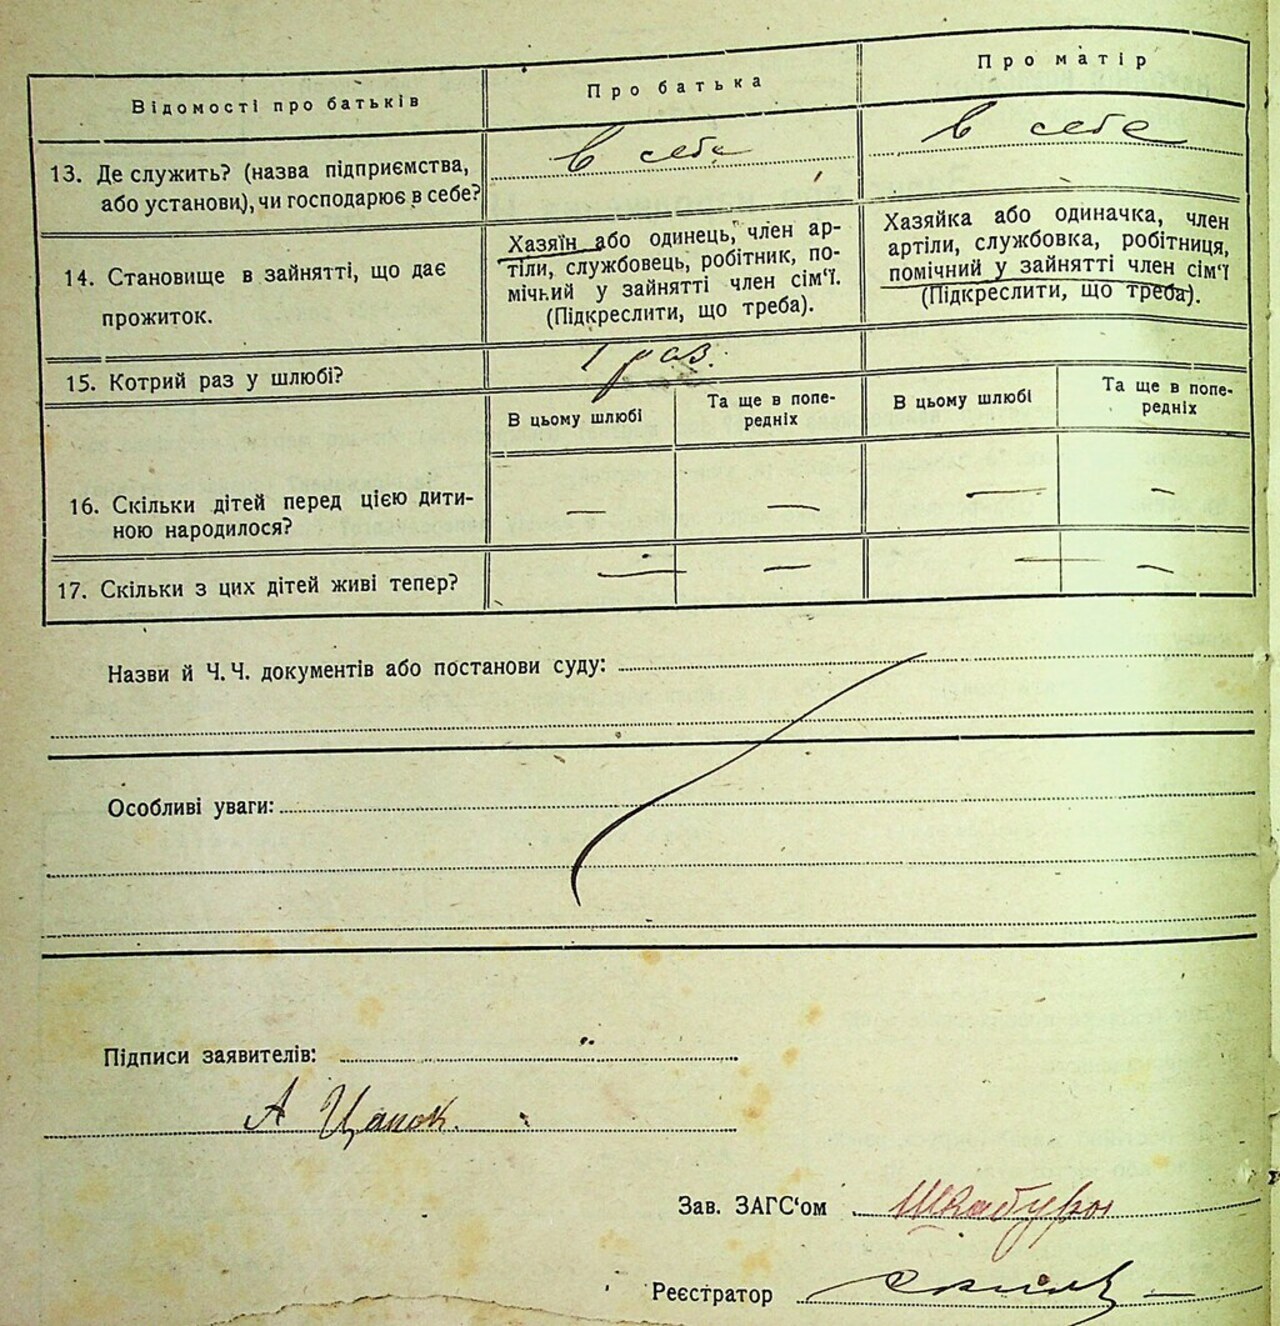 Відомості про батьків
Про батька
Про матір
13. Де служить? (назва підприємства,
або установи), чи господарює в себе?
в себе
в себе
14. Становище в зайнятті, що дає
прожиток.
Хазяїн або одинець, член ар-
тіли, службовець, робітник, по-
мічний у зайнятті член сім'ї.
(Підкреслити, що треба).
Хазяйка або одиначка, член
артіли, службовка, робітниця,
помічний у зайнятті член сім'ї
(Підкреслити, що треба).
15. Котрий раз у шлюбі?
1 раз.
В цьому шлюбі
Та ще в попе-
редніх
В цьому шлюбі
Та ще в попе-
редніх
16. Скільки дітей перед цією дити-
ною народилося?
— — — —
17. Скільки з цих дітей живі тепер?
— — — —
Назви й Ч. Ч. документів або постанови суду:
Особливі уваги:
Підписи заявителів:
А Цапок.
Зав. ЗАГС'ом
Реєстратор